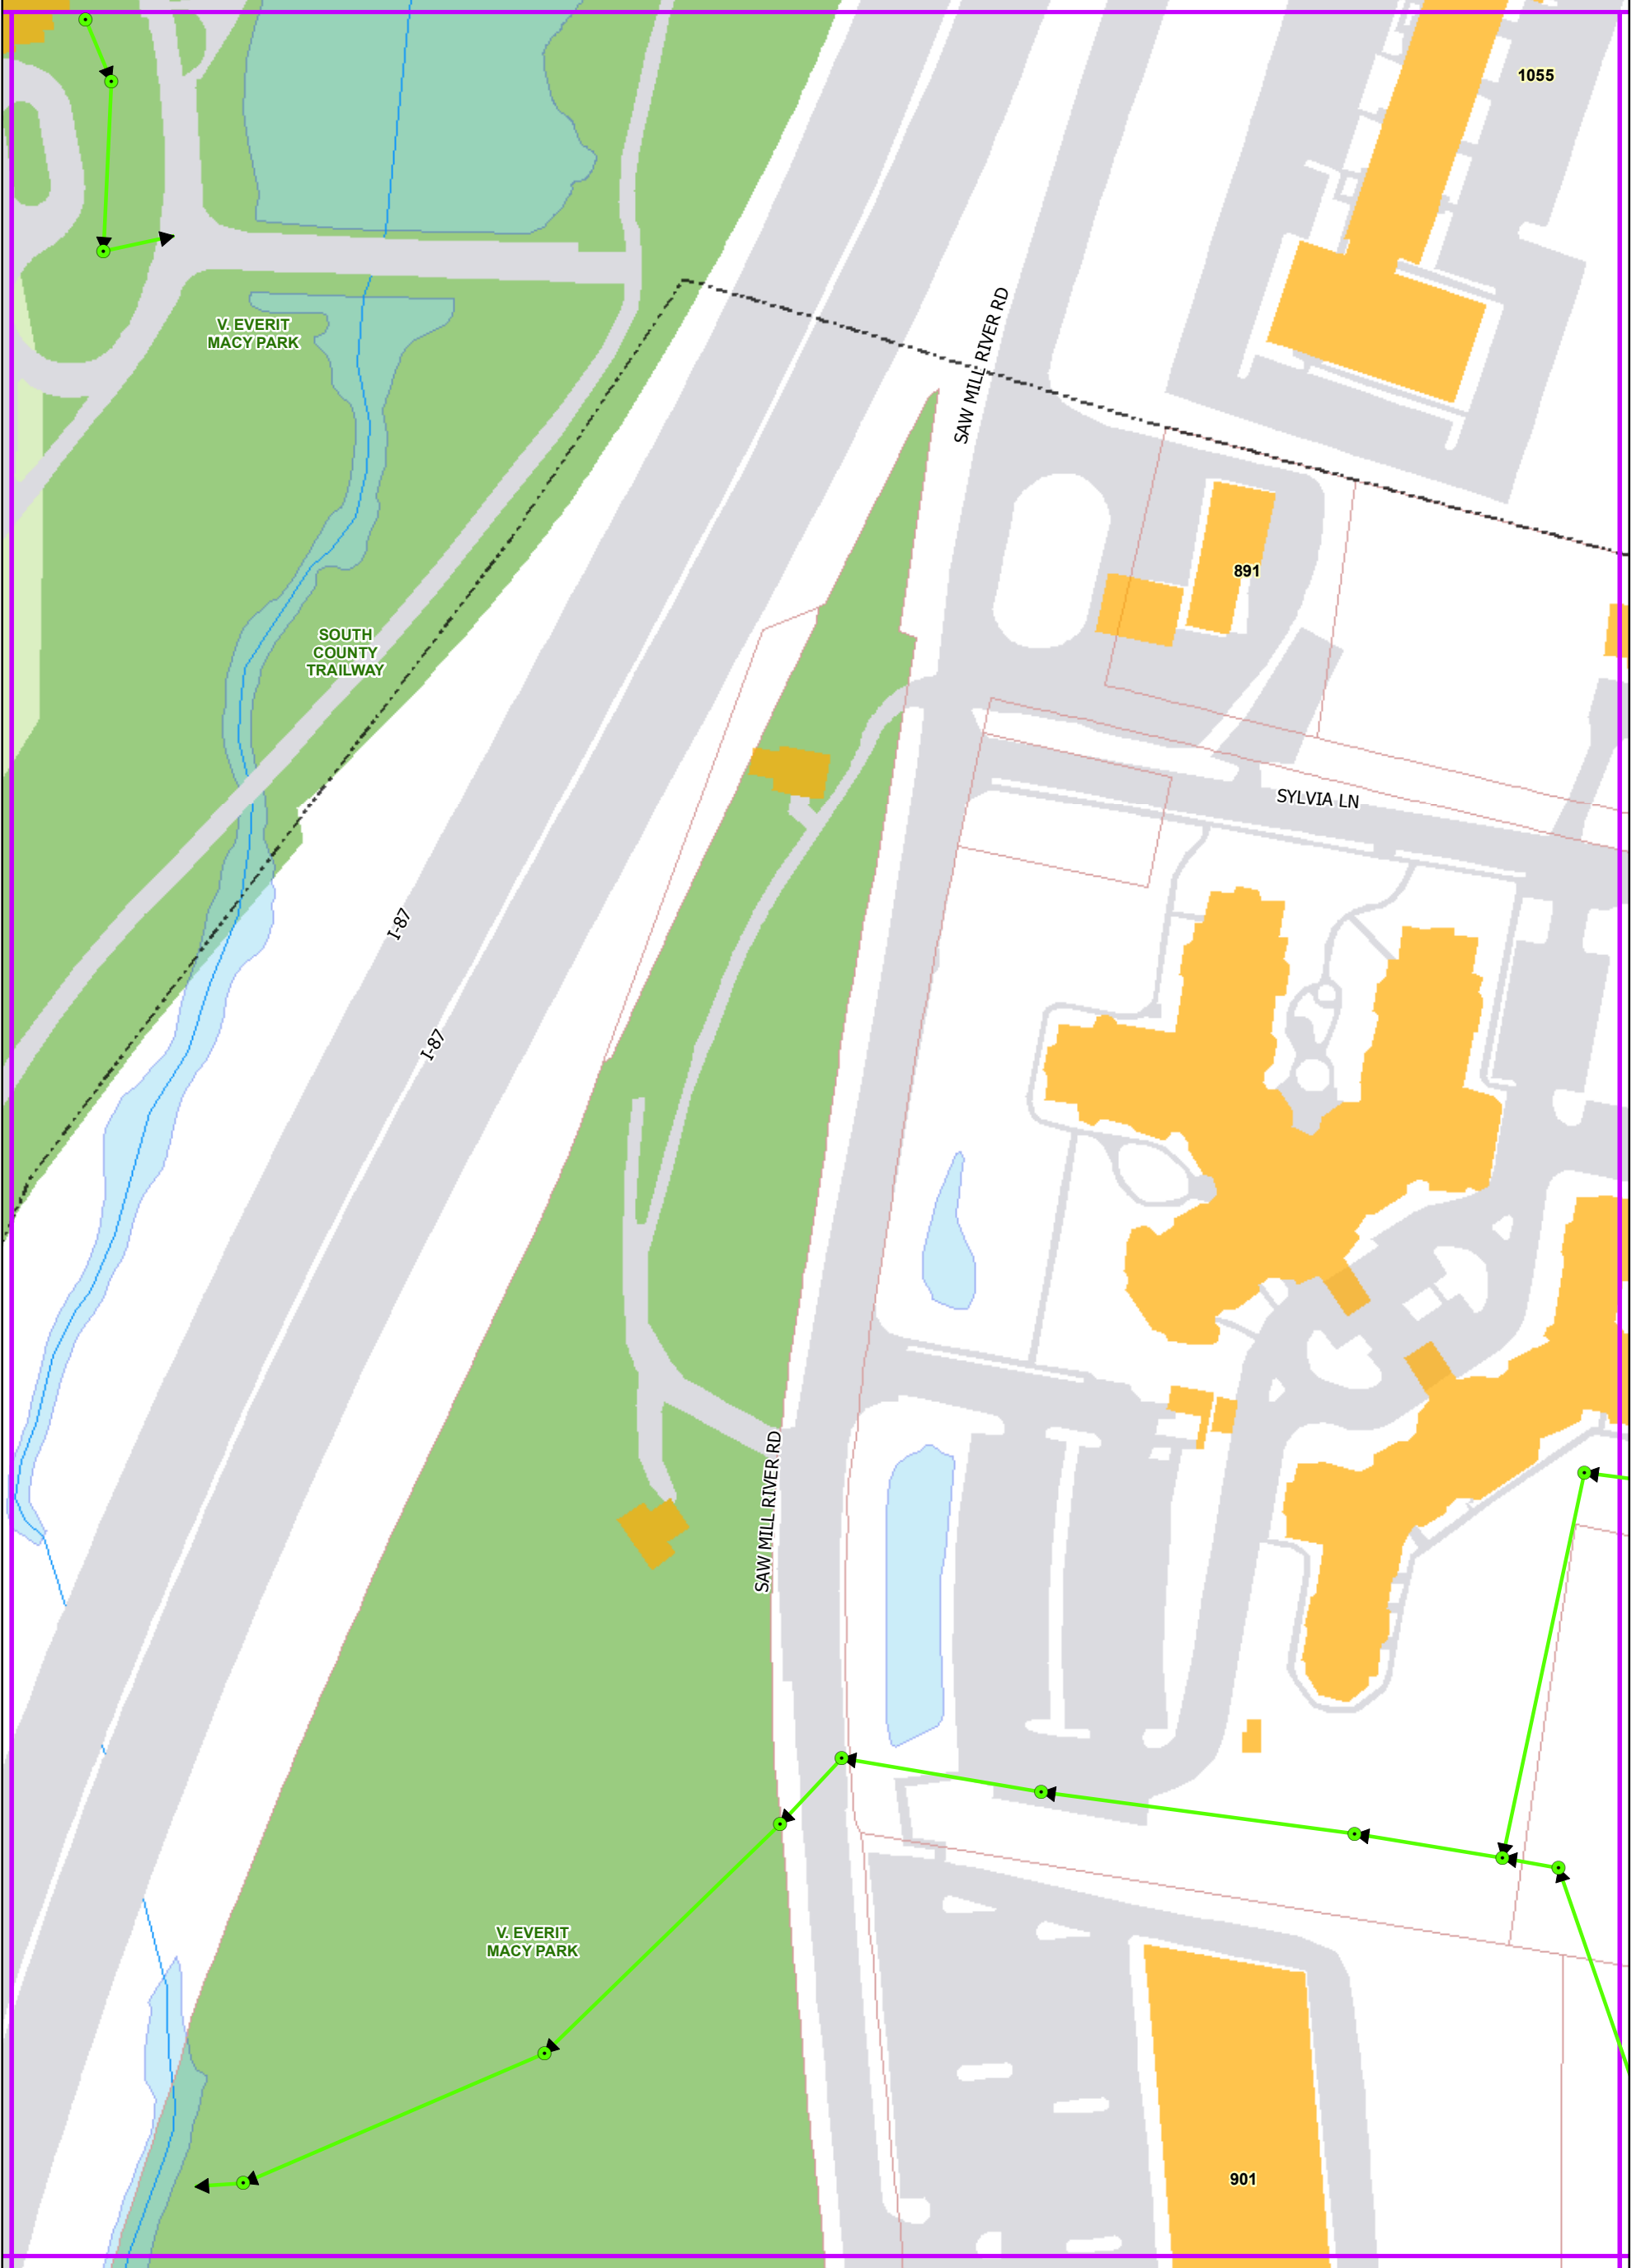 1055
V. EVERIT
MACY PARK
SAW MILL RIVER RD
891
SOUTH
COUNTY
TRAILWAY
SYLVIA LN
I-87
I-87
SAW MILL RIVER RD
V. EVERIT
MACY PARK
901